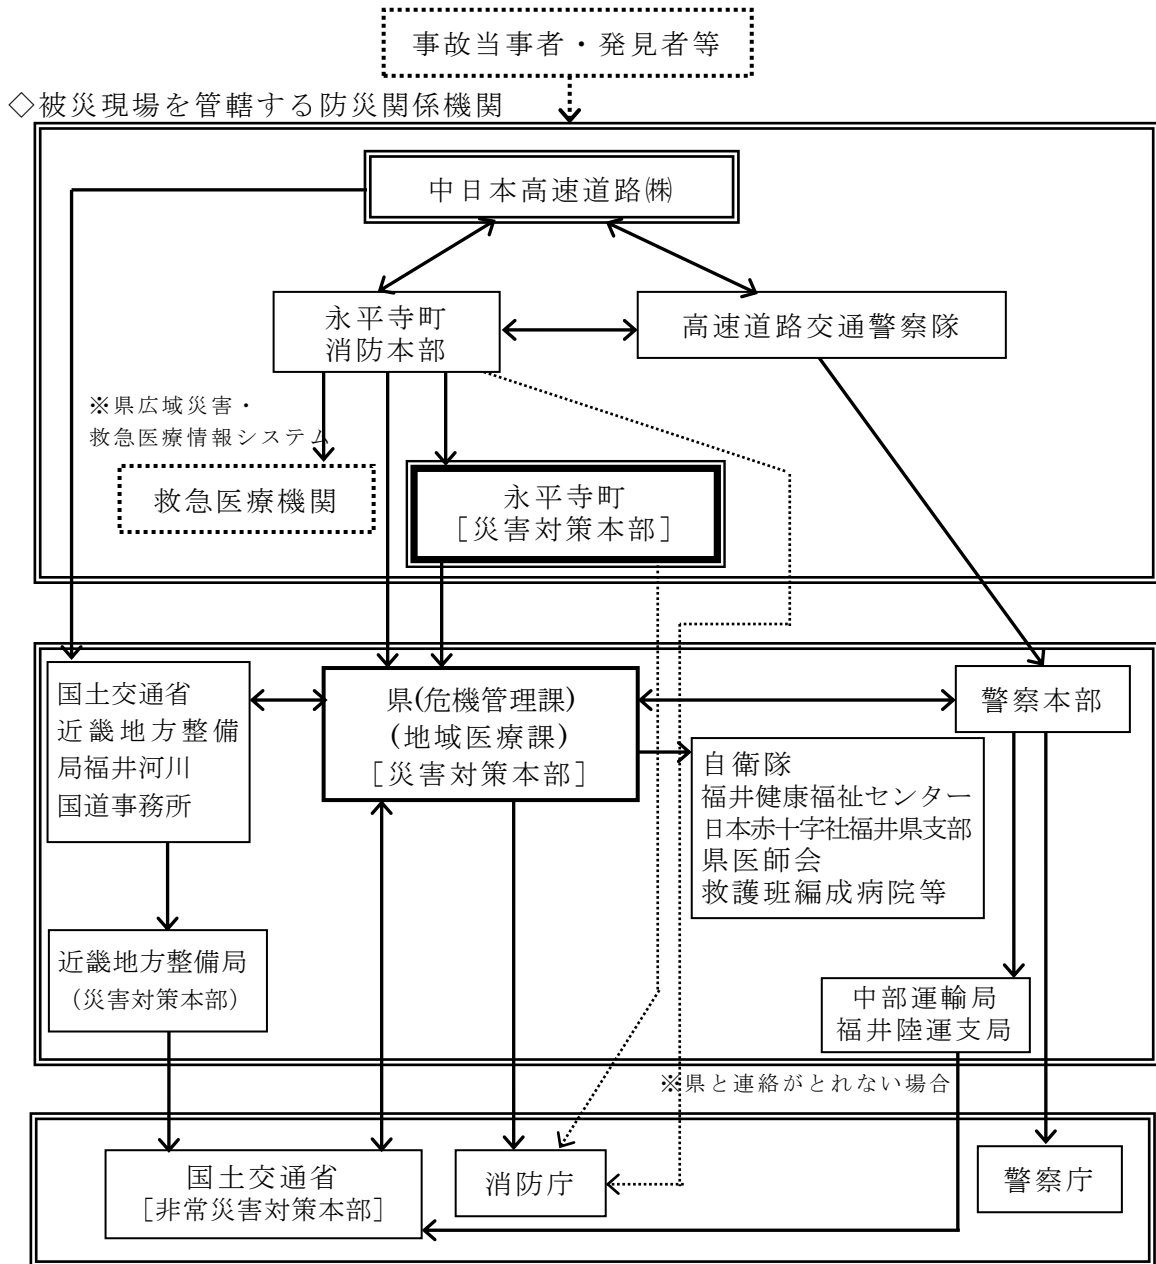 事故当事者・発見者等
◇被災現場を管轄する防災関係機関
中日本高速道路㈱
永平寺町
消防本部
高速道路交通警察隊
※県広域災害・
救急医療情報システム
救急医療機関
永平寺町
［災害対策本部］
国土交通省
近畿地方整備
局福井河川
国道事務所
県(危機管理課)
(地域医療課)
［災害対策本部］
警察本部
自衛隊
福井健康福祉センター
日本赤十字社福井県支部
県医師会
救護班編成病院等
近畿地方整備局
（災害対策本部）
中部運輸局
福井陸運支局
※県と連絡がとれない場合
国土交通省
［非常災害対策本部］
消防庁
警察庁